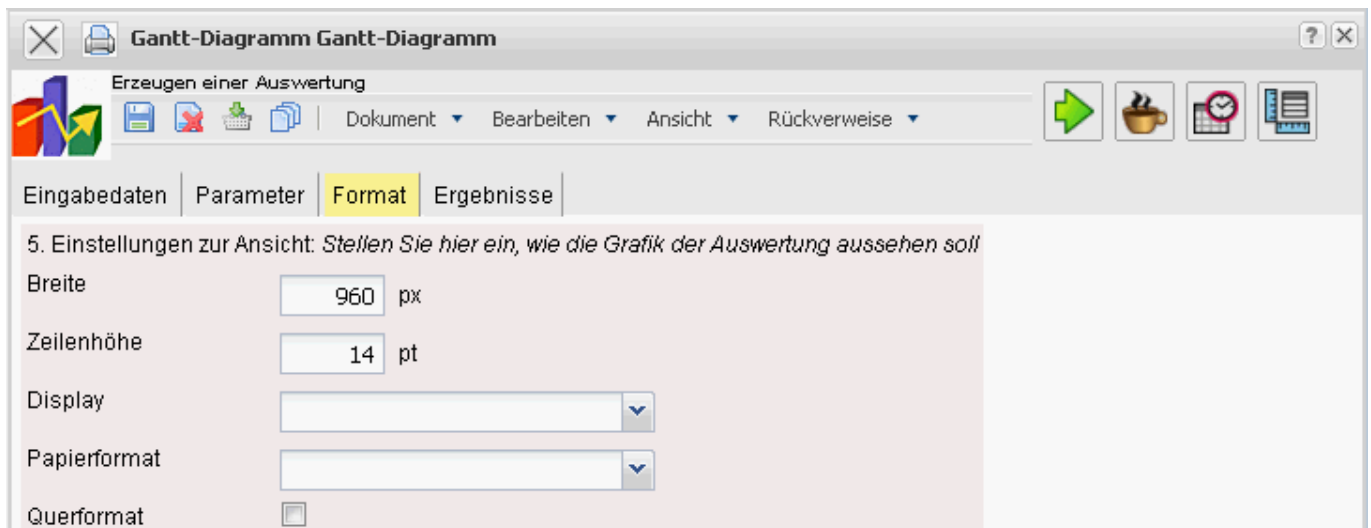 Gantt-Diagramm Gantt-Diagramm
Erzeugen einer Auswertung
Dokument Bearbeiten Ansicht Rückverweise
Eingabedaten Parameter Format Ergebnisse
5. Einstellungen zur Ansicht: Stellen Sie hier ein, wie die Grafik der Auswertung aussehen soll
Breite 960 px
Zeilenhöhe 14 pt
Display
Papierformat
Querformat